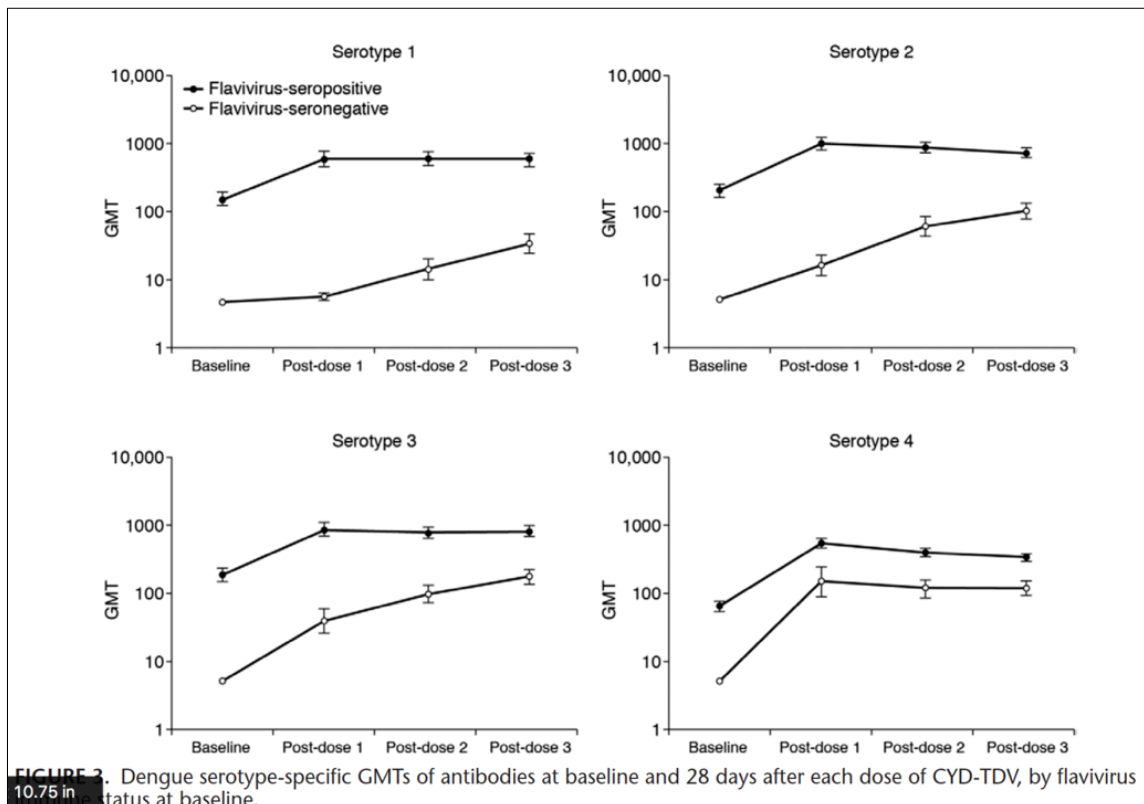 Serotype 1
10,000
1000
100
10
1
GMT
Flavivirus-seropositive
Flavivirus-seronegative
Baseline Post-dose 1 Post-dose 2 Post-dose 3
Serotype 2
10,000
1000
100
10
1
GMT
Baseline Post-dose 1 Post-dose 2 Post-dose 3
Serotype 3
10,000
1000
100
10
1
GMT
Baseline Post-dose 1 Post-dose 2 Post-dose 3
Serotype 4
10,000
1000
100
10
1
GMT
Baseline Post-dose 1 Post-dose 2 Post-dose 3
FIGURE 3. Dengue serotype-specific GMTs of antibodies at baseline and 28 days after each dose of CYD-TDV, by flavivirus
status at baseline.
10.75 in